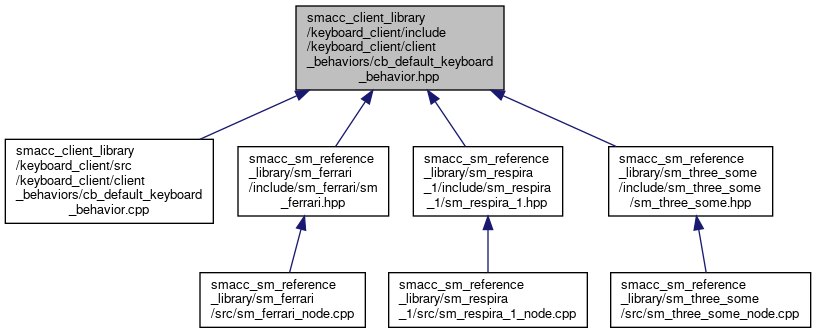 smacc_client_library
/keyboard_client/include
/keyboard_client/client
_behaviors/cb_default_keyboard
_behavior.hpp
smacc_client_library
/keyboard_client/src
/keyboard_client/client
_behaviors/cb_default_keyboard
_behavior.cpp
smacc_sm_reference
_library/sm_ferrari
/include/sm_ferrari/sm
_ferrari.hpp
smacc_sm_reference
_library/sm_respira
_1/include/sm_respira
_1/sm_respira_1.hpp
smacc_sm_reference
_library/sm_three_some
/include/sm_three_some
/sm_three_some.hpp
smacc_sm_reference
_library/sm_ferrari
/src/sm_ferrari_node.cpp
smacc_sm_reference
_library/sm_respira
_1/src/sm_respira_1_node.cpp
smacc_sm_reference
_library/sm_three_some
/src/sm_three_some_node.cpp